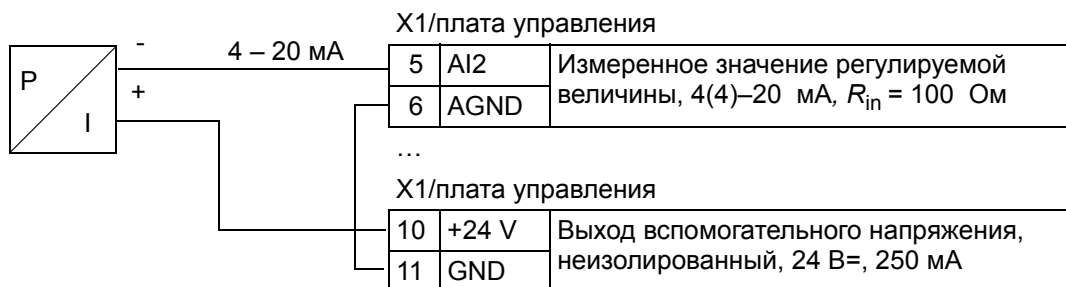 X1/плата управления
- 4 – 20 мА
P
+
I
5 AI2 Измеренное значение регулируемой
6 AGND величины, 4(4)–20 мА, Rin = 100 Ом
…
X1/плата управления
10 +24 V Выход вспомогательного напряжения,
11 GND неизолированный, 24 В=, 250 мА